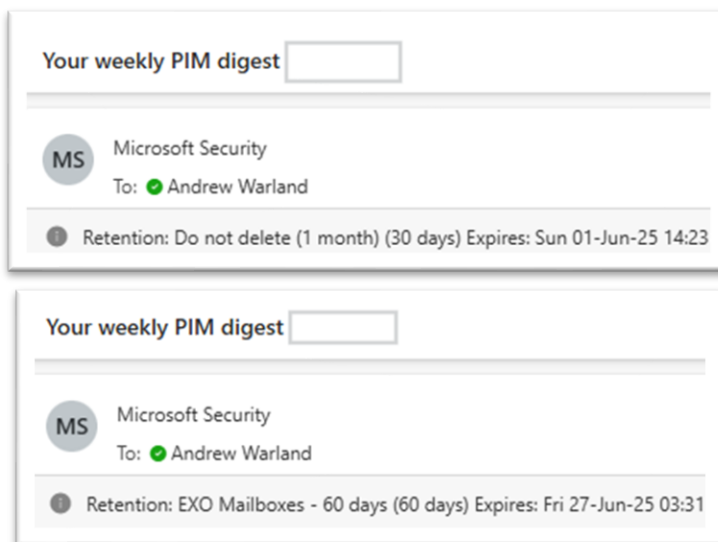 Your weekly PIM digest
MS
Microsoft Security
To: Andrew Warland
Retention: Do not delete (1 month) (30 days) Expires: Sun 01-Jun-25 14:23
Your weekly PIM digest
MS
Microsoft Security
To: Andrew Warland
Retention: EXO Mailboxes - 60 days (60 days) Expires: Fri 27-Jun-25 03:31